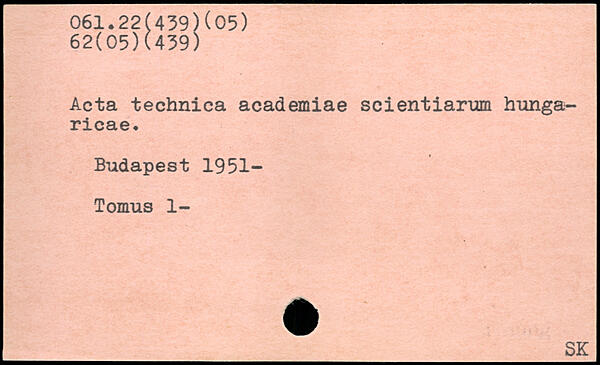 061.22(439)(05)
62(05)(439)
Acta technica academiae scientiarum hunga-
ricae.
Budapest 1951-
Tomus 1-
SK